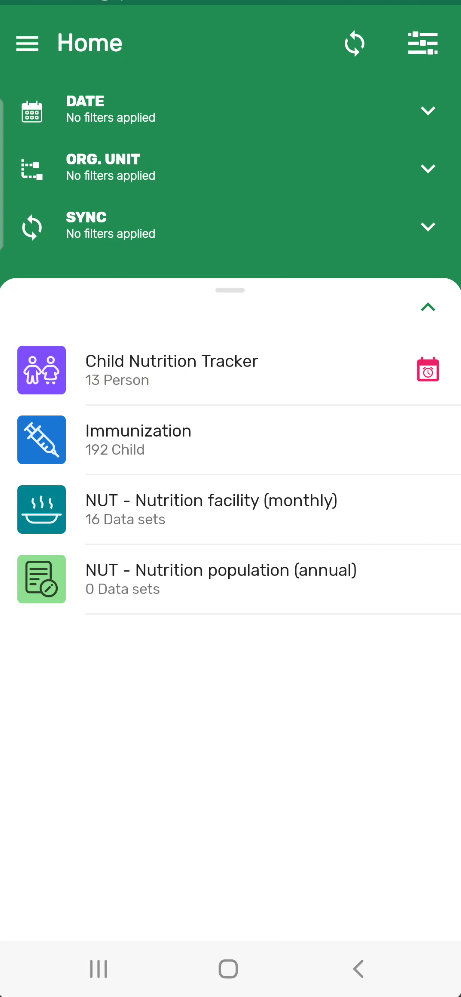 Home
DATE
No filters applied
ORG. UNIT
No filters applied
SYNC
No filters applied
Child Nutrition Tracker
13 Person
Immunization
192 Child
NUT - Nutrition facility (monthly)
16 Data sets
NUT - Nutrition population (annual)
0 Data sets